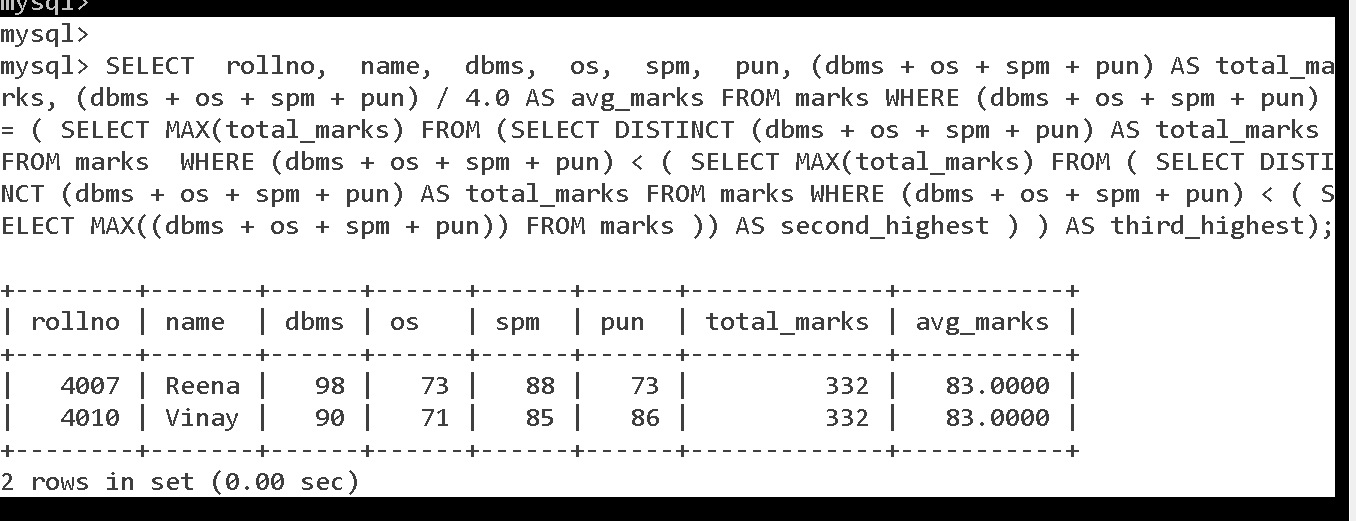 mysql>
mysql>
mysql> SELECT  rollno,  name,  dbms,  os,  spm,  pun, (dbms + os + spm + pun) AS total_ma
rks, (dbms + os + spm + pun) / 4.0 AS avg_marks FROM marks WHERE (dbms + os + spm + pun)
= ( SELECT MAX(total_marks) FROM (SELECT DISTINCT (dbms + os + spm + pun) AS total_marks
FROM marks  WHERE (dbms + os + spm + pun) < ( SELECT MAX(total_marks) FROM ( SELECT DISTI
NCT (dbms + os + spm + pun) AS total_marks FROM marks WHERE (dbms + os + spm + pun) < ( S
ELECT MAX((dbms + os + spm + pun)) FROM marks )) AS second_highest ) ) AS third_highest);
+--------+-------+------+------+------+------+-------------+-----------+
| rollno | name  | dbms | os   | spm  | pun  | total_marks | avg_marks |
+--------+-------+------+------+------+------+-------------+-----------+
|   4007 | Reena |   98 |   73 |   88 |   73 |         332 |   83.0000 |
|   4010 | Vinay |   90 |   71 |   85 |   86 |         332 |   83.0000 |
+--------+-------+------+------+------+------+-------------+-----------+
2 rows in set (0.00 sec)